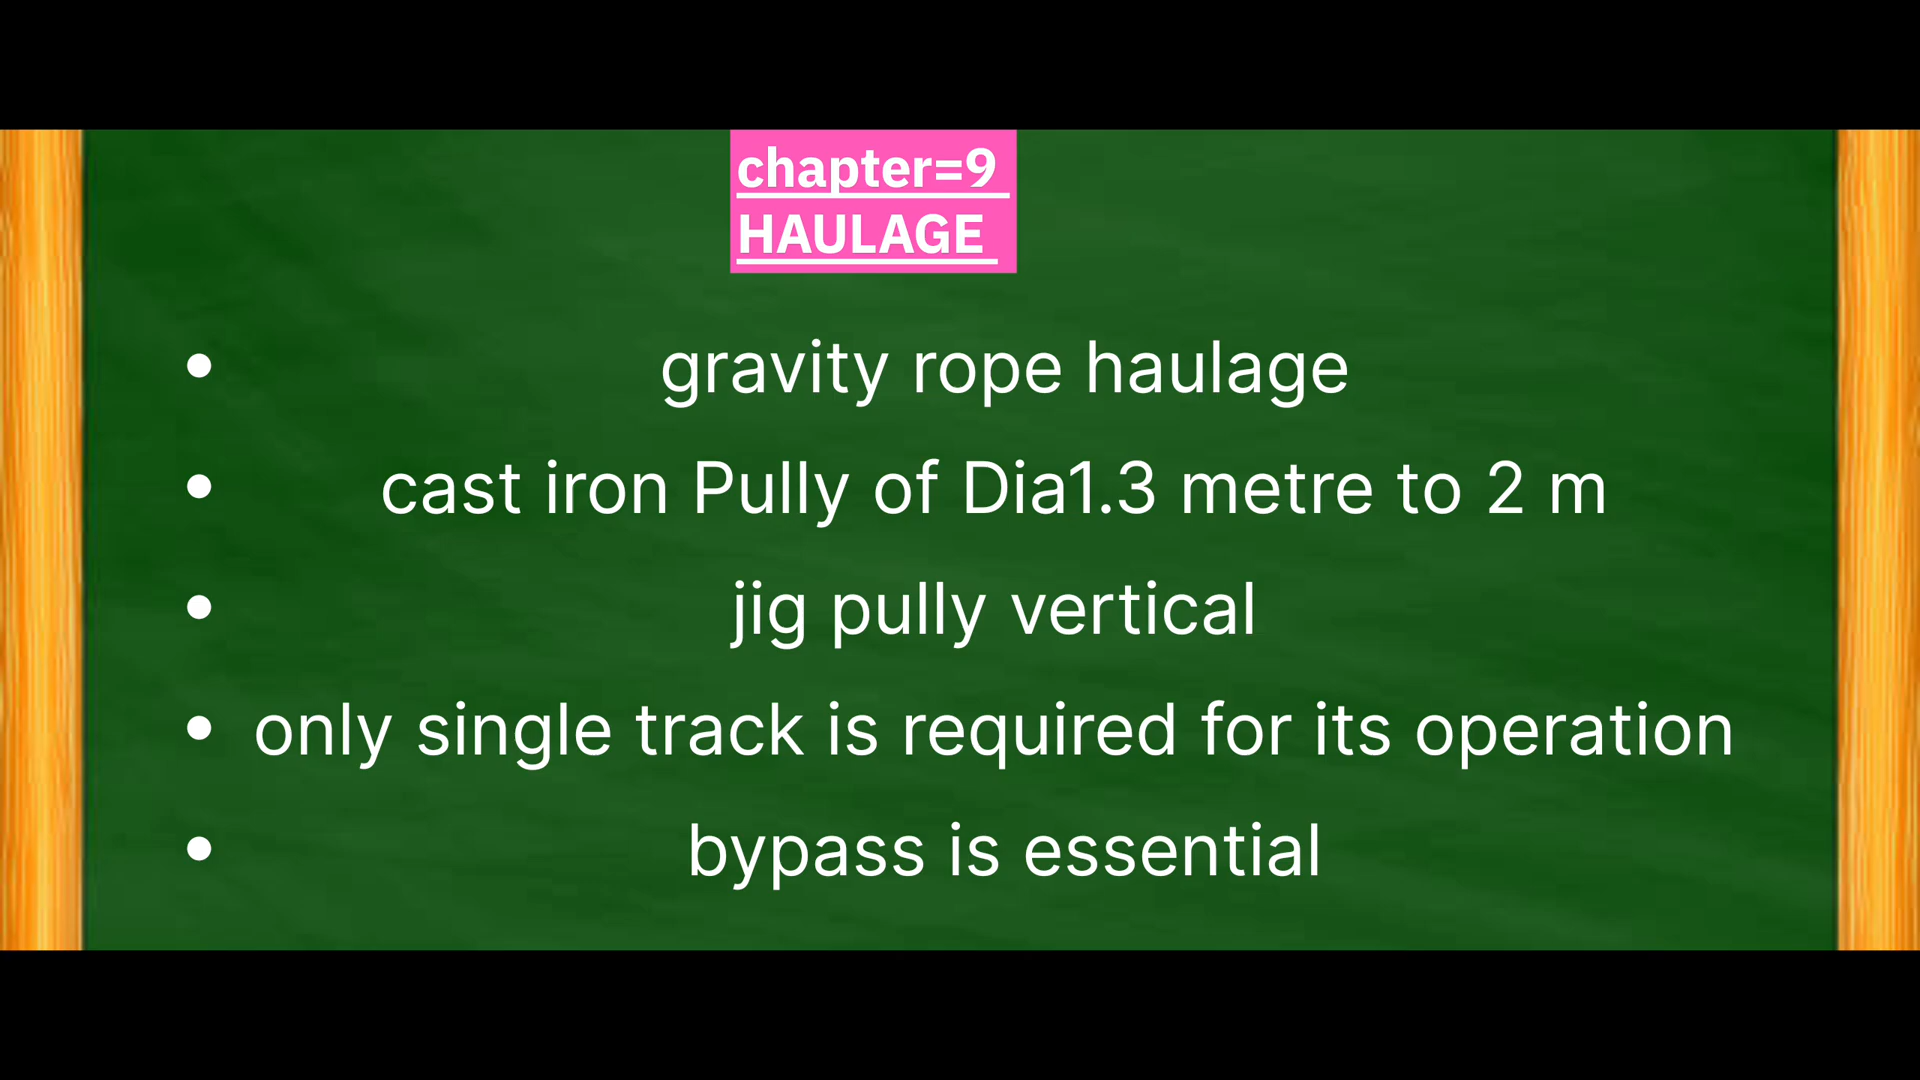 chapter=9
HAULAGE
• gravity rope haulage
• cast iron Pully of Dia1.3 metre to 2 m
• jig pully vertical
• only single track is required for its operation
• bypass is essential